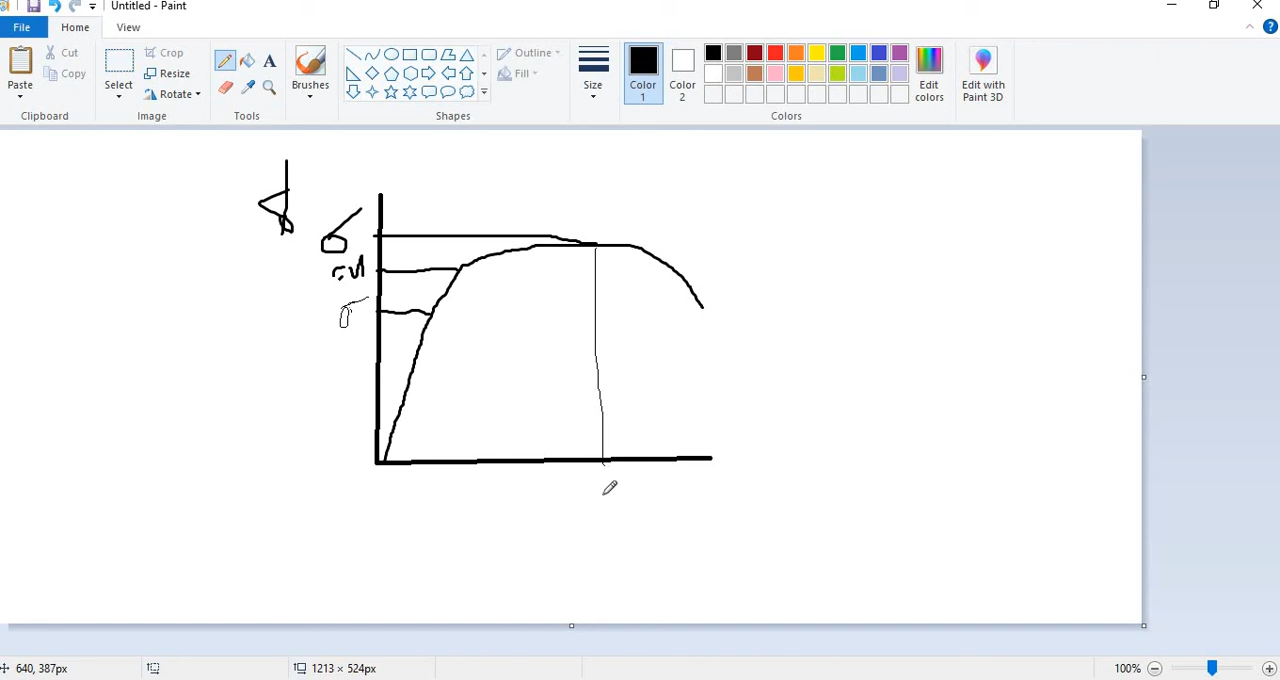 Untitled - Paint
File Home View
Paste
Cut
Copy
Clipboard
Select
Crop
Resize
Rotate
Image
Tools
Brushes
Shapes
Outline
Fill
Size
Color 1
Color 2
Edit colors
Colors
Edit with Paint 3D
σ
σ
640, 387px
1213 × 524px
100%